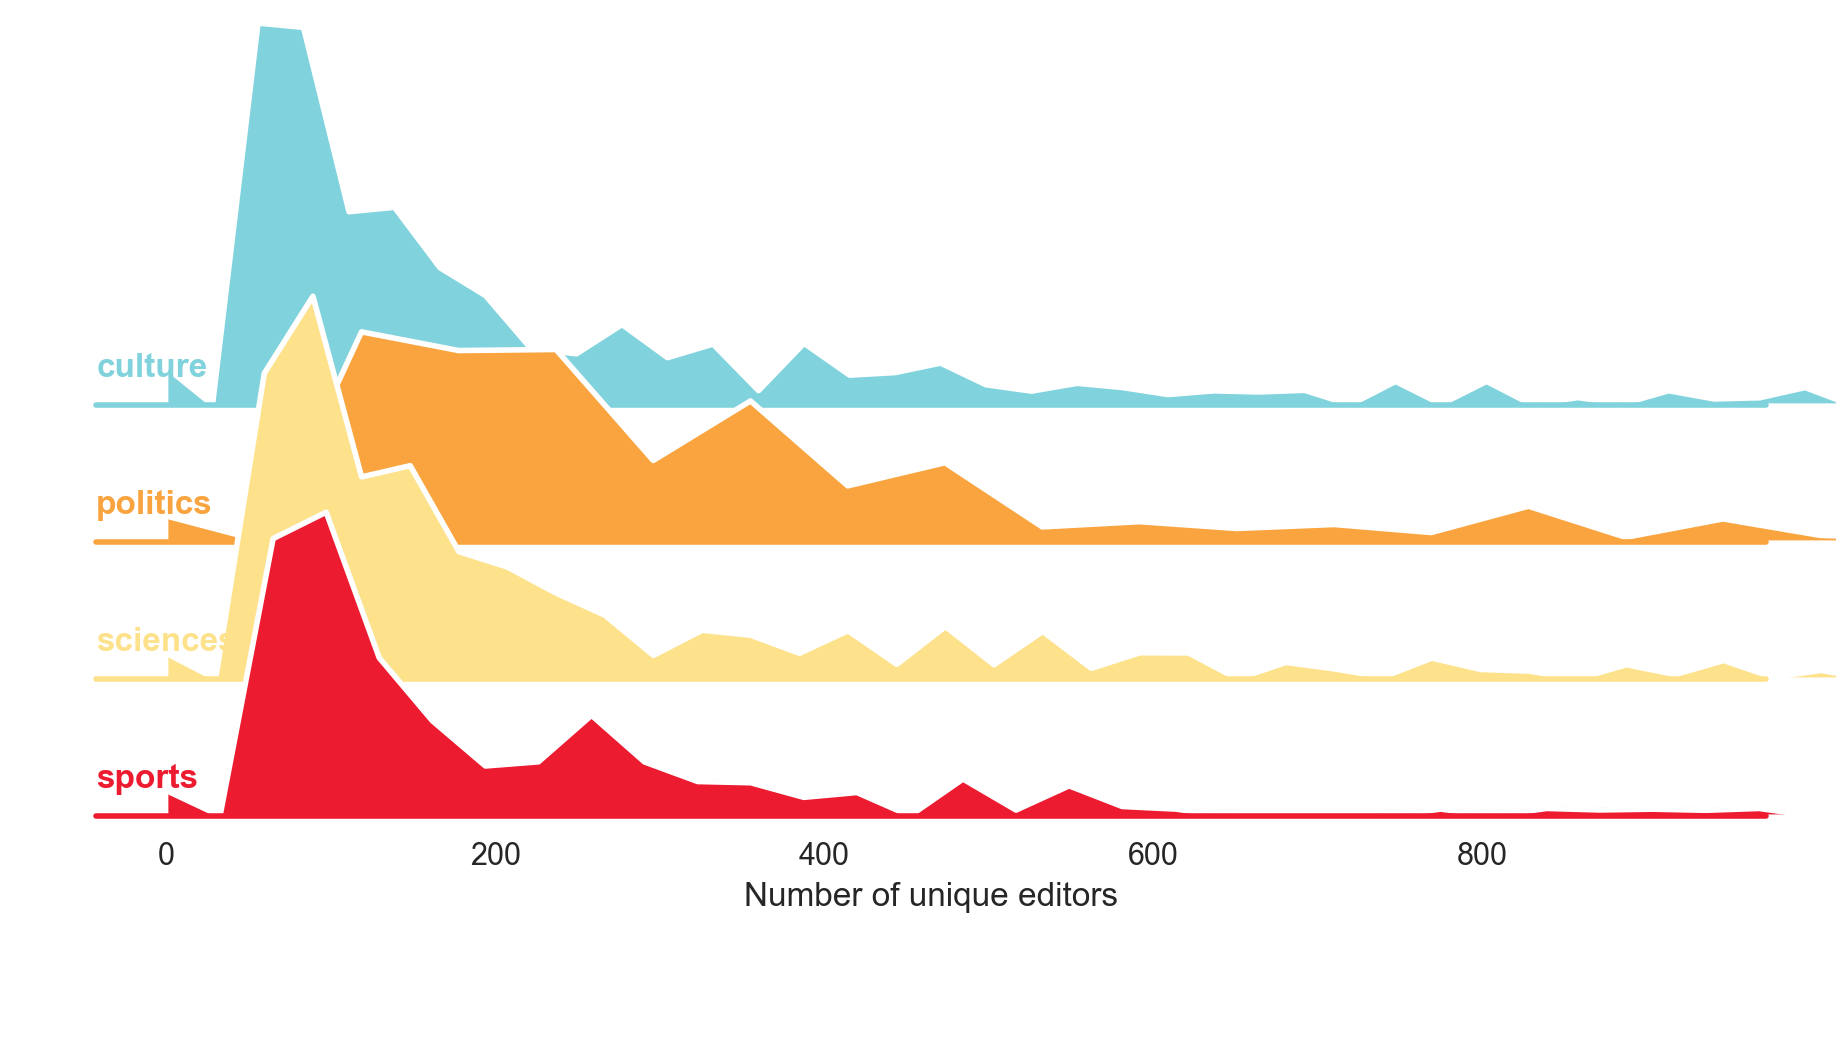 culture
politics
sciences
sports
0 200 400 600 800
Number of unique editors